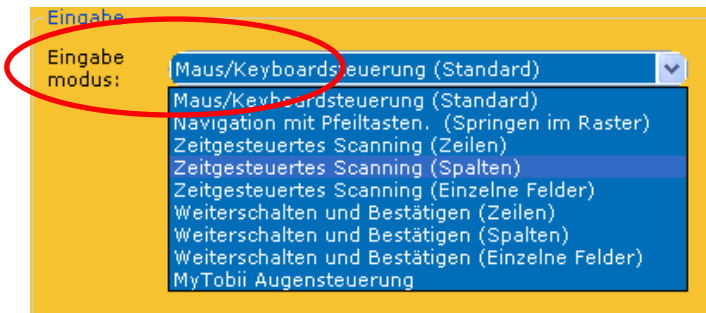 Eingabe
Eingabe
modus:
Maus/Keyboardsteuerung (Standard)
Maus/Keyboardsteuerung (Standard)
Navigation mit Pfeiltasten. (Springen im Raster)
Zeitgesteuertes Scanning (Zeilen)
Zeitgesteuertes Scanning (Spalten)
Zeitgesteuertes Scanning (Einzelne Felder)
Weiterschalten und Bestätigen (Zeilen)
Weiterschalten und Bestätigen (Spalten)
Weiterschalten und Bestätigen (Einzelne Felder)
MyTobii Augensteuerung